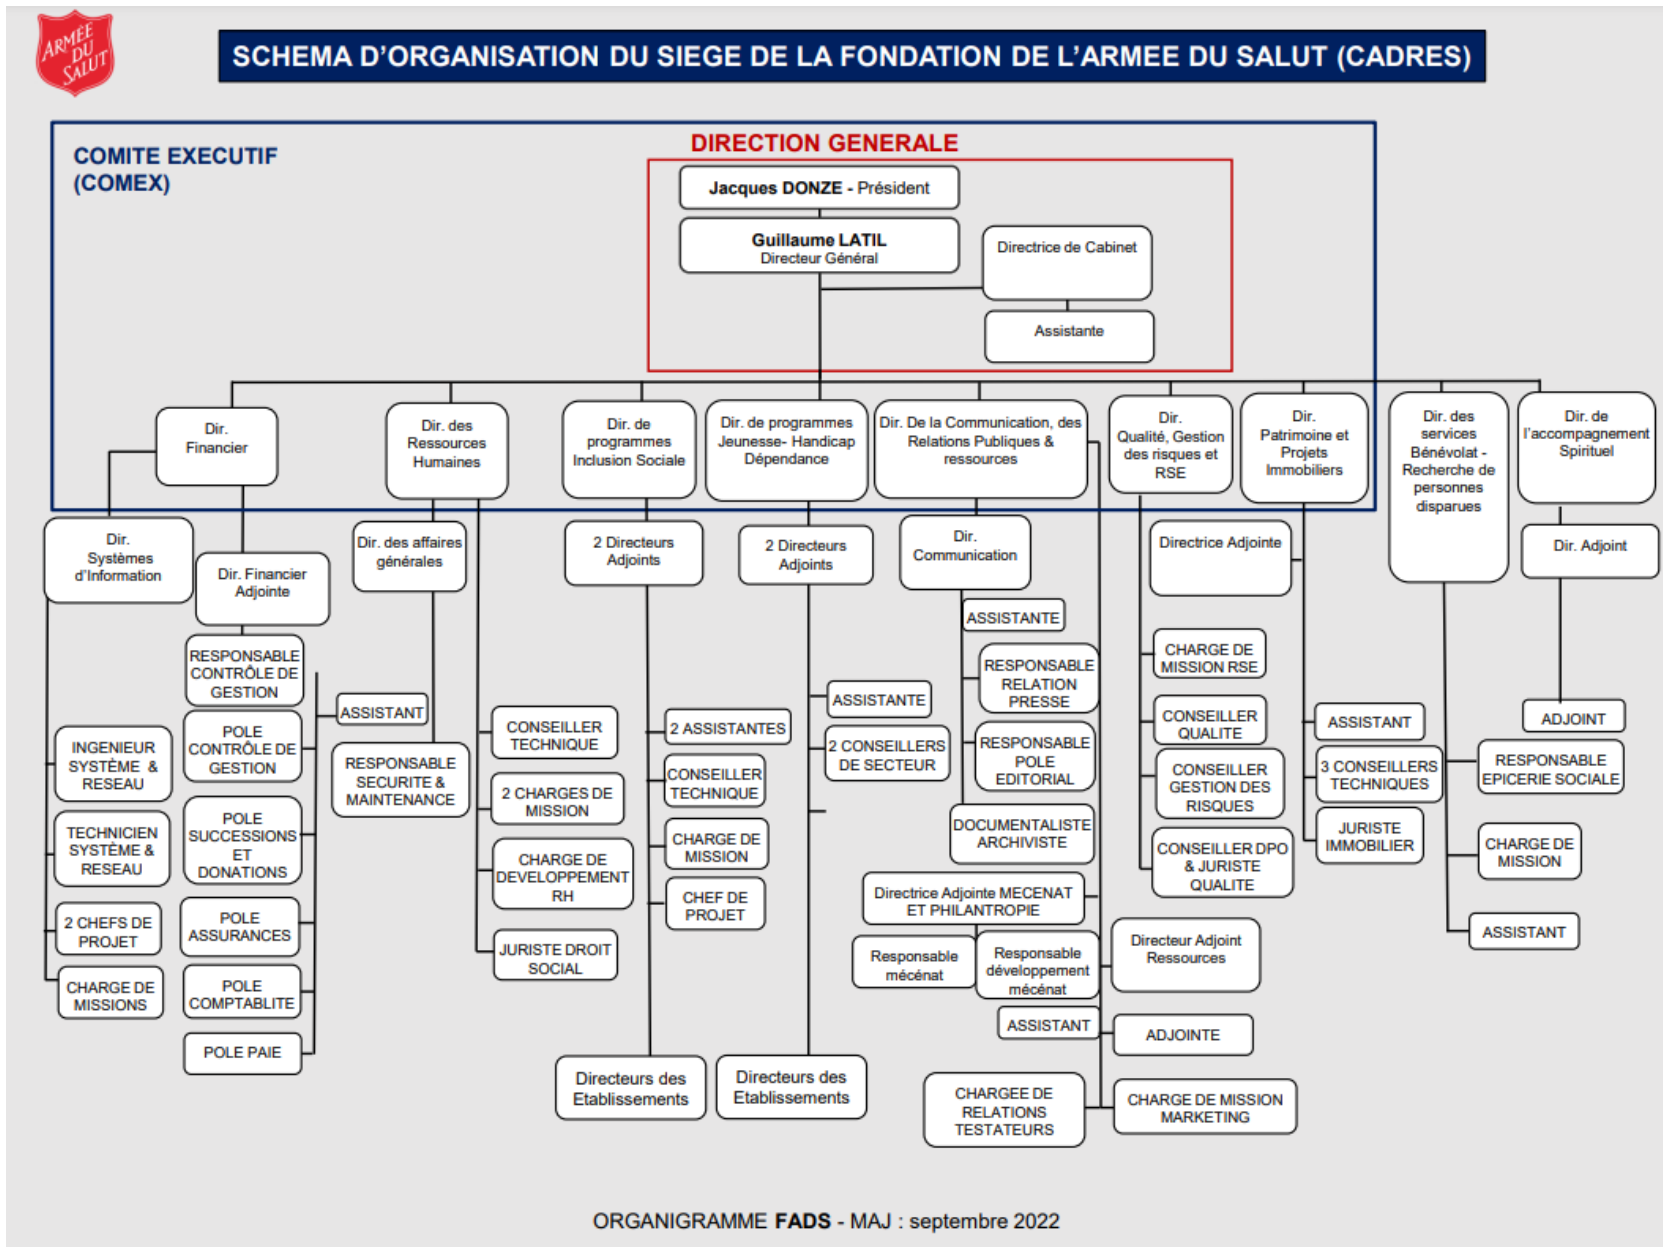 ARMÉE
DU
SALUT
SCHEMA D'ORGANISATION DU SIEGE DE LA FONDATION DE L'ARMEE DU SALUT (CADRES)
COMITE EXECUTIF
(COMEX)
DIRECTION GENERALE
Jacques DONZE - Président
Guillaume LATIL
Directeur Général
Directrice de Cabinet
Assistante
Dir.
Financier
Dir. des
Ressources
Humaines
Dir. de
programmes
Inclusion Sociale
Dir. de programmes
Jeunesse- Handicap
Dépendance
Dir. De la Communication, des
Relations Publiques &
ressources
Dir.
Qualité, Gestion
des risques et
RSE
Dir.
Patrimoine et
Projets
Immobiliers
Dir. des
services
Bénévolat -
Recherche de
personnes
disparues
Dir. de
l'accompagnement
Spirituel
Dir.
Systèmes
d'Information
Dir. Financier
Adjointe
Dir. des affaires
générales
2 Directeurs
Adjoints
2 Directeurs
Adjoints
Dir.
Communication
Directrice Adjointe
Dir. Adjoint
INGENIEUR
SYSTÈME &
RESEAU
TECHNICIEN
SYSTÈME &
RESEAU
2 CHEFS DE
PROJET
CHARGE DE
MISSIONS
RESPONSABLE
CONTRÔLE DE
GESTION
POLE
CONTRÔLE DE
GESTION
POLE
SUCCESSIONS
ET
DONATIONS
POLE
ASSURANCES
POLE
COMPTABLITE
POLE PAIE
ASSISTANT
RESPONSABLE
SECURITE &
MAINTENANCE
CONSEILLER
TECHNIQUE
2 CHARGES DE
MISSION
CHARGE DE
DEVELOPPEMENT
RH
JURISTE DROIT
SOCIAL
2 ASSISTANTES
CONSEILLER
TECHNIQUE
CHARGE DE
MISSION
CHEF DE
PROJET
Directeurs des
Etablissements
ASSISTANTE
2 CONSEILLERS
DE SECTEUR
Directeurs des
Etablissements
ASSISTANTE
RESPONSABLE
RELATION
PRESSE
RESPONSABLE
POLE
EDITORIAL
DOCUMENTALISTE
ARCHIVISTE
Directrice Adjointe MECENAT
ET PHILANTROPIE
Responsable
mécénat
Responsable
développement
mécénat
ASSISTANT
CHARGEE DE
RELATIONS
TESTATEURS
Directeur Adjoint
Ressources
ADJOINTE
CHARGE DE MISSION
MARKETING
CHARGE DE
MISSION RSE
CONSEILLER
QUALITE
CONSEILLER
GESTION DES
RISQUES
CONSEILLER DPO
& JURISTE
QUALITE
ASSISTANT
3 CONSEILLERS
TECHNIQUES
JURISTE
IMMOBILIER
RESPONSABLE
EPICERIE SOCIALE
CHARGE DE
MISSION
ASSISTANT
ADJOINT
ORGANIGRAMME FADS - MAJ : septembre 2022